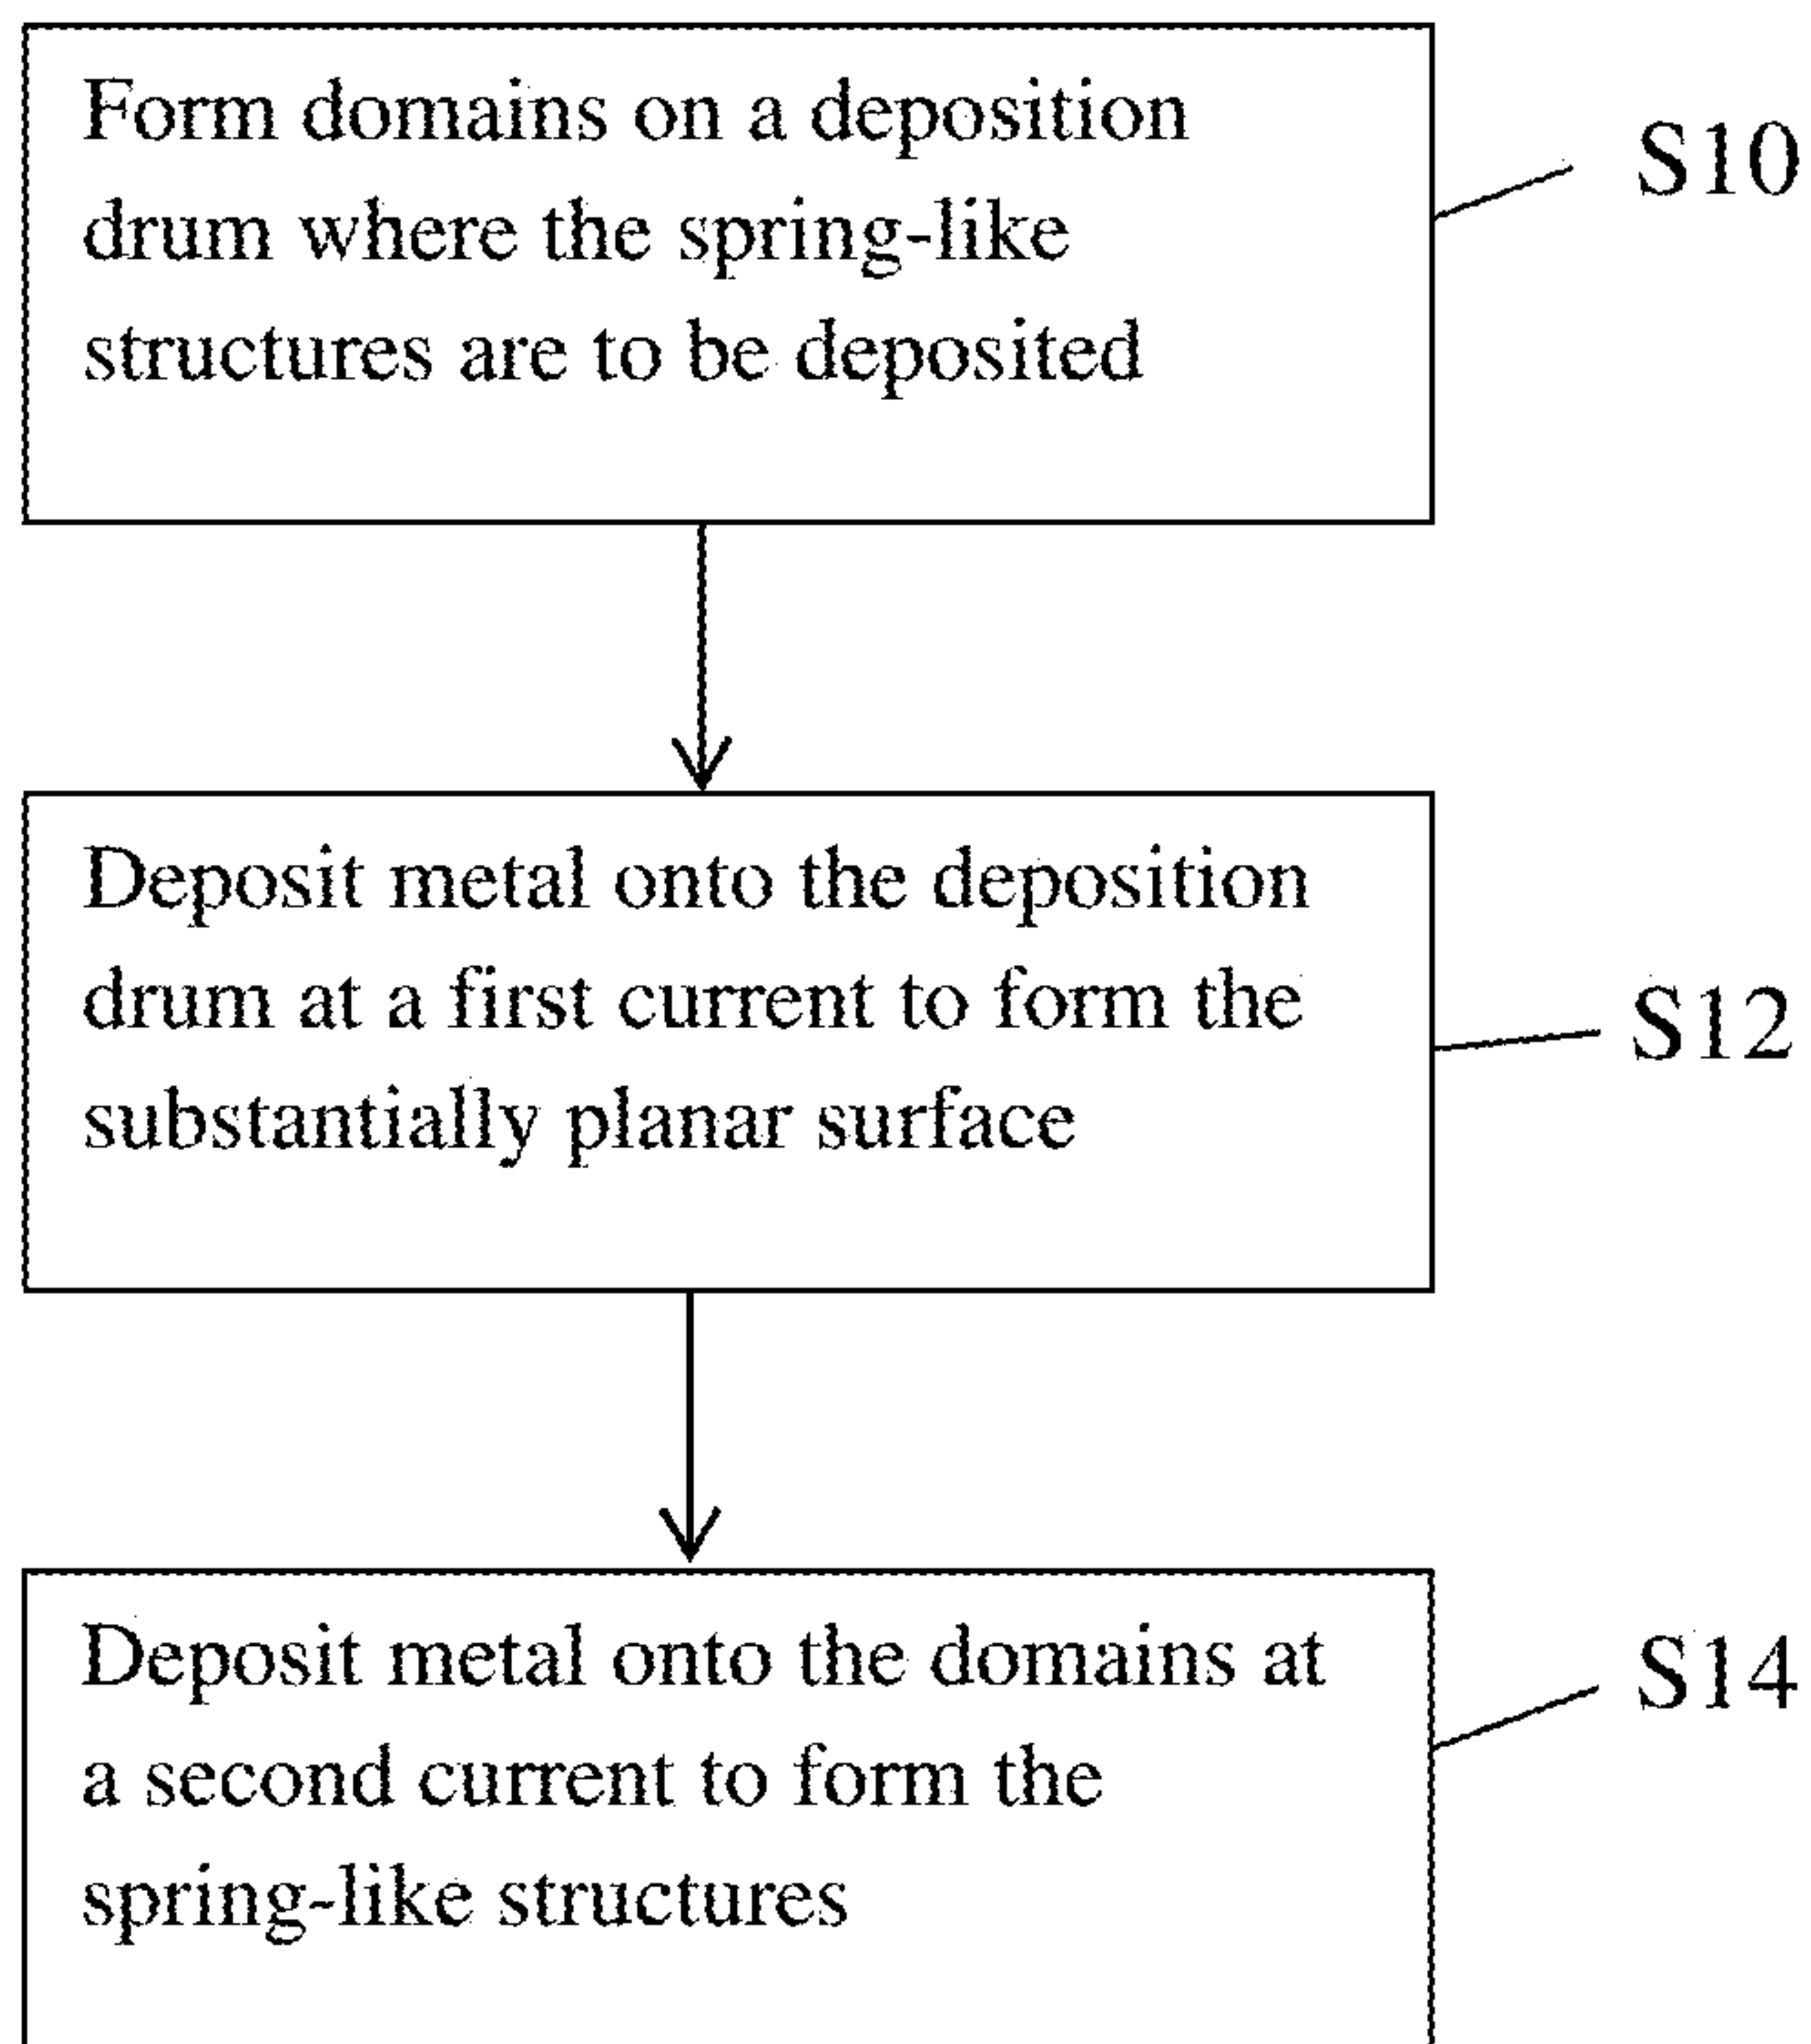 Form domains on a deposition
drum where the spring-like
structures are to be deposited
S10
Deposit metal onto the deposition
drum at a first current to form the
substantially planar surface
S12
Deposit metal onto the domains at
a second current to form the
spring-like structures
S14